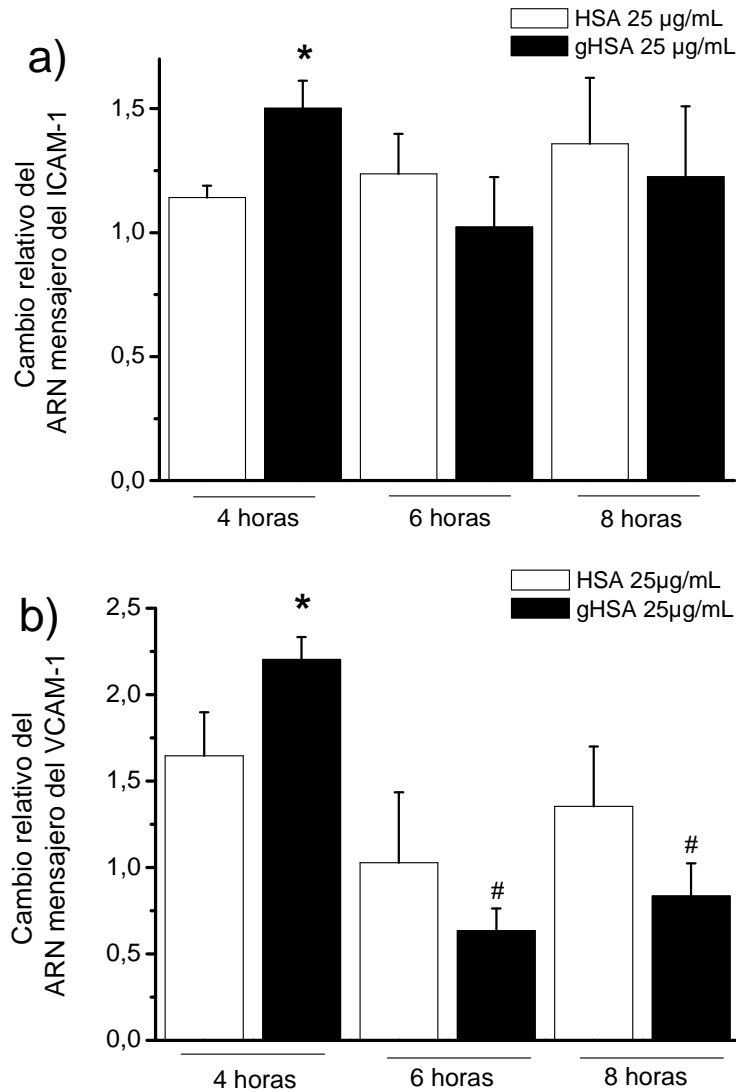 a)
HSA 25 µg/mL
gHSA 25 µg/mL
Cambio relativo del
ARN mensajero del ICAM-1
1,5
1,0
0,5
0,0
*
4 horas
6 horas
8 horas
b)
HSA 25µg/mL
gHSA 25µg/mL
Cambio relativo del
ARN mensajero del VCAM-1
2,5
2,0
1,5
1,0
0,5
0,0
*
#
#
4 horas
6 horas
8 horas